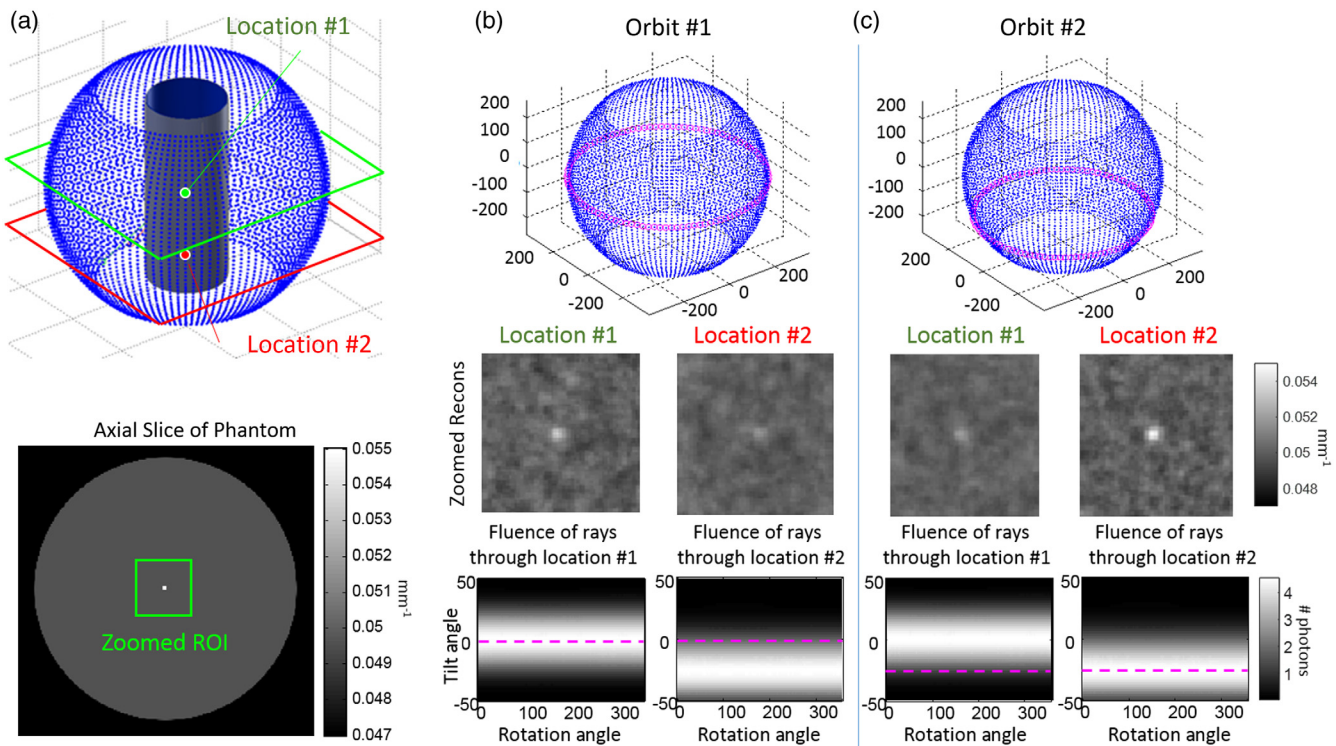 (a)
Location #1
Location #2
Axial Slice of Phantom
Zoomed ROI
0.055
0.054
0.053
0.052
0.051
0.05
0.049
0.048
0.047
mm⁻¹
(b)
Orbit #1
200
100
0
-100
-200
200
0
-200
-200
0
200
Location #1
Location #2
Zoomed Recons
Fluence of rays
through location #1
Fluence of rays
through location #2
Tilt angle
50
0
-50
0
100
200
300
Rotation angle
50
0
-50
0
100
200
300
Rotation angle
(c)
Orbit #2
200
100
0
-100
-200
200
0
-200
-200
0
200
Location #1
Location #2
0.054
0.05
0.048
mm⁻¹
Fluence of rays
through location #1
Fluence of rays
through location #2
50
0
-50
0
100
200
300
Rotation angle
50
0
-50
0
100
200
300
Rotation angle
4
3
2
1
# photons